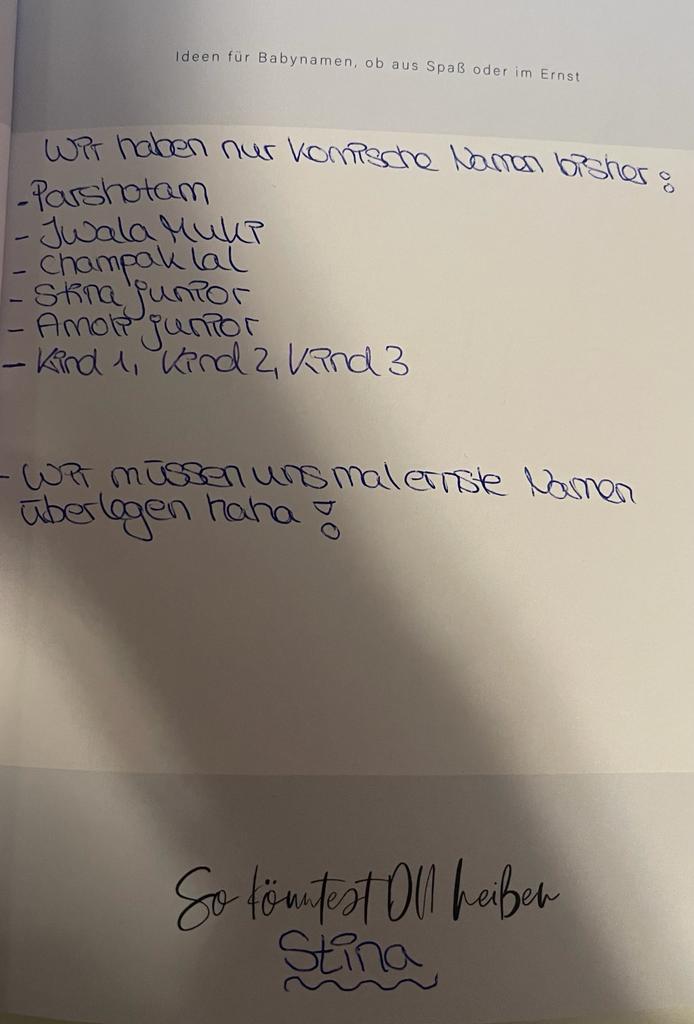 Ideen für Babynamen, ob aus Spaß oder im Ernst
Wir haben nur komische Namen bisher:
- Parshotam
- Jwala Muki
- Champak lal
- Stina junior
- Amoli junior
- Kind 1, Kind 2, Kind 3
- Wir müssen uns mal ernste Namen
überlegen haha!
So könntest DU heißen
Stina